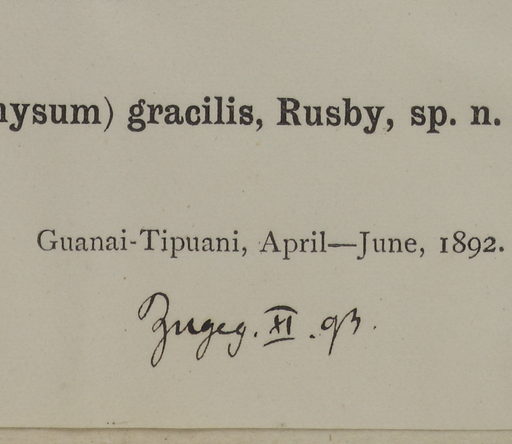 nysum) gracilis, Rusby, sp. n.
Guanai-Tipuani, April—June, 1892.
Zugeg. XI. 93.